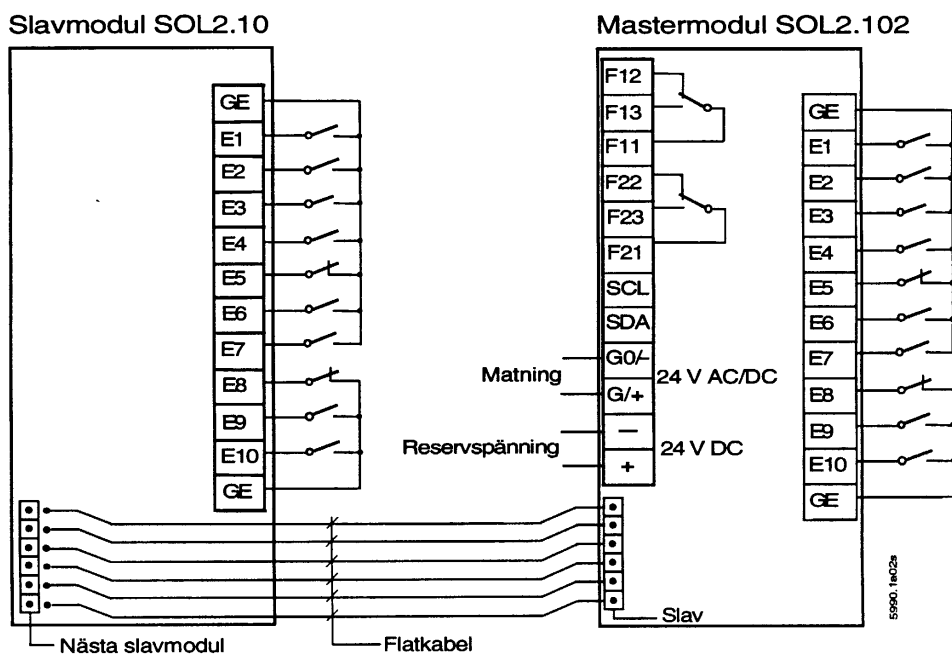 Slavmodul SOL2.10
GE
E1
E2
E3
E4
E5
E6
E7
E8
E9
E10
GE
Nästa slavmodul
Flatkabel
Mastermodul SOL2.102
F12
F13
F11
F22
F23
F21
SCL
SDA
Matning
G0/-
G/+
24 V AC/DC
Reservspänning
—
+
24 V DC
GE
E1
E2
E3
E4
E5
E6
E7
E8
E9
E10
GE
Slav
5990.1a02s